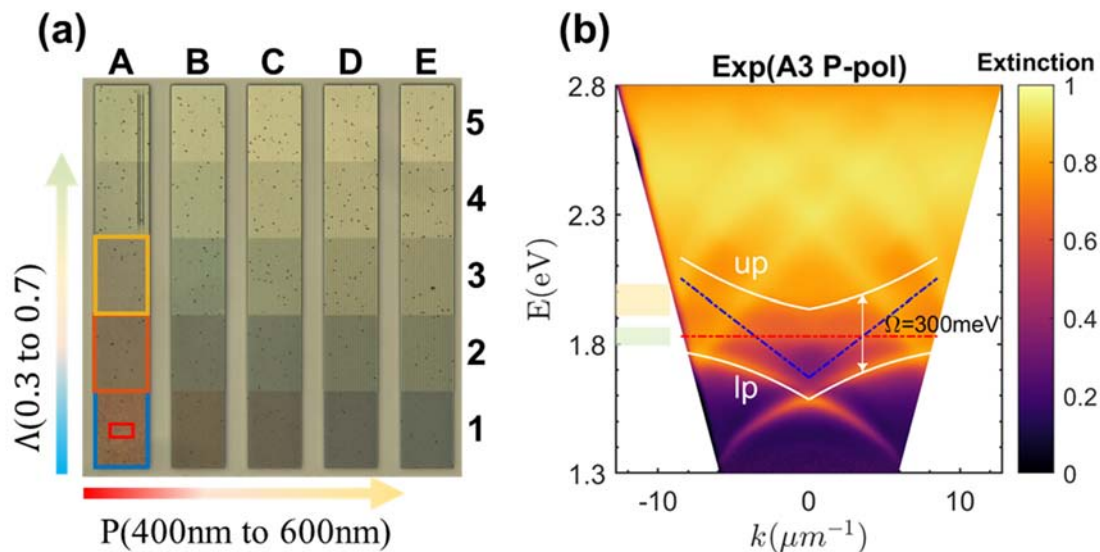 (a)
A B C D E
5
4
3
2
1
Λ(0.3 to 0.7)
P(400nm to 600nm)
(b)
Exp(A3 P-pol)
Extinction
E(eV)
2.8
2.3
1.8
1.3
up
Ω=300meV
lp
-10 0 10
k(μm⁻¹)
1
0.8
0.6
0.4
0.2
0